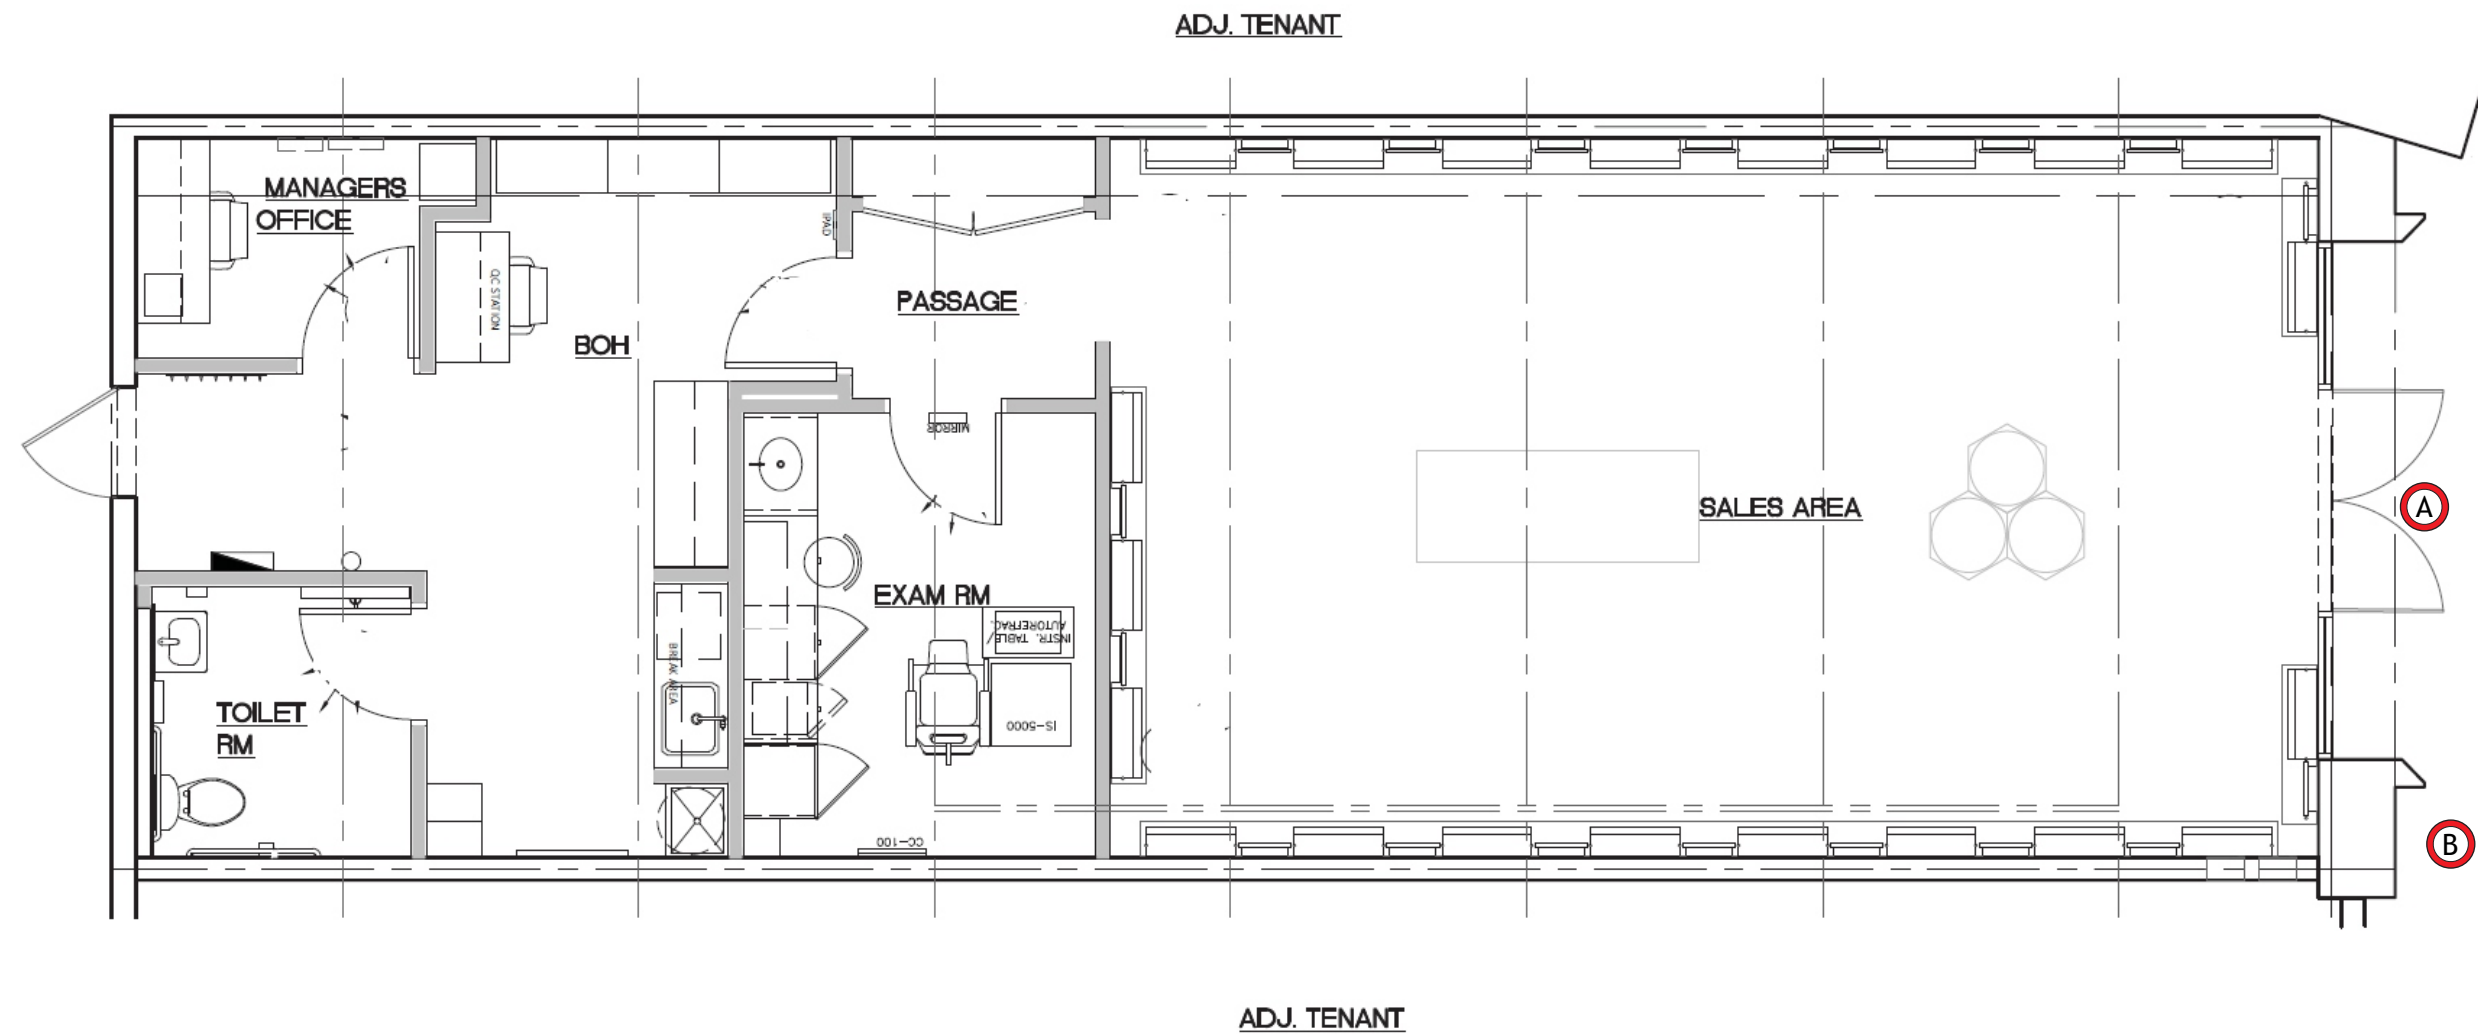 ADJ. TENANT
MANAGERS
OFFICE
IPAD
QC STATION
PASSAGE
BOH
MIRROR
SALES AREA
A
EXAM RM
INSTR. TABLE/
AUTOREFRAC.
BREAK AREA
TOILET
RM
IS-5000
CC-100
B
ADJ. TENANT